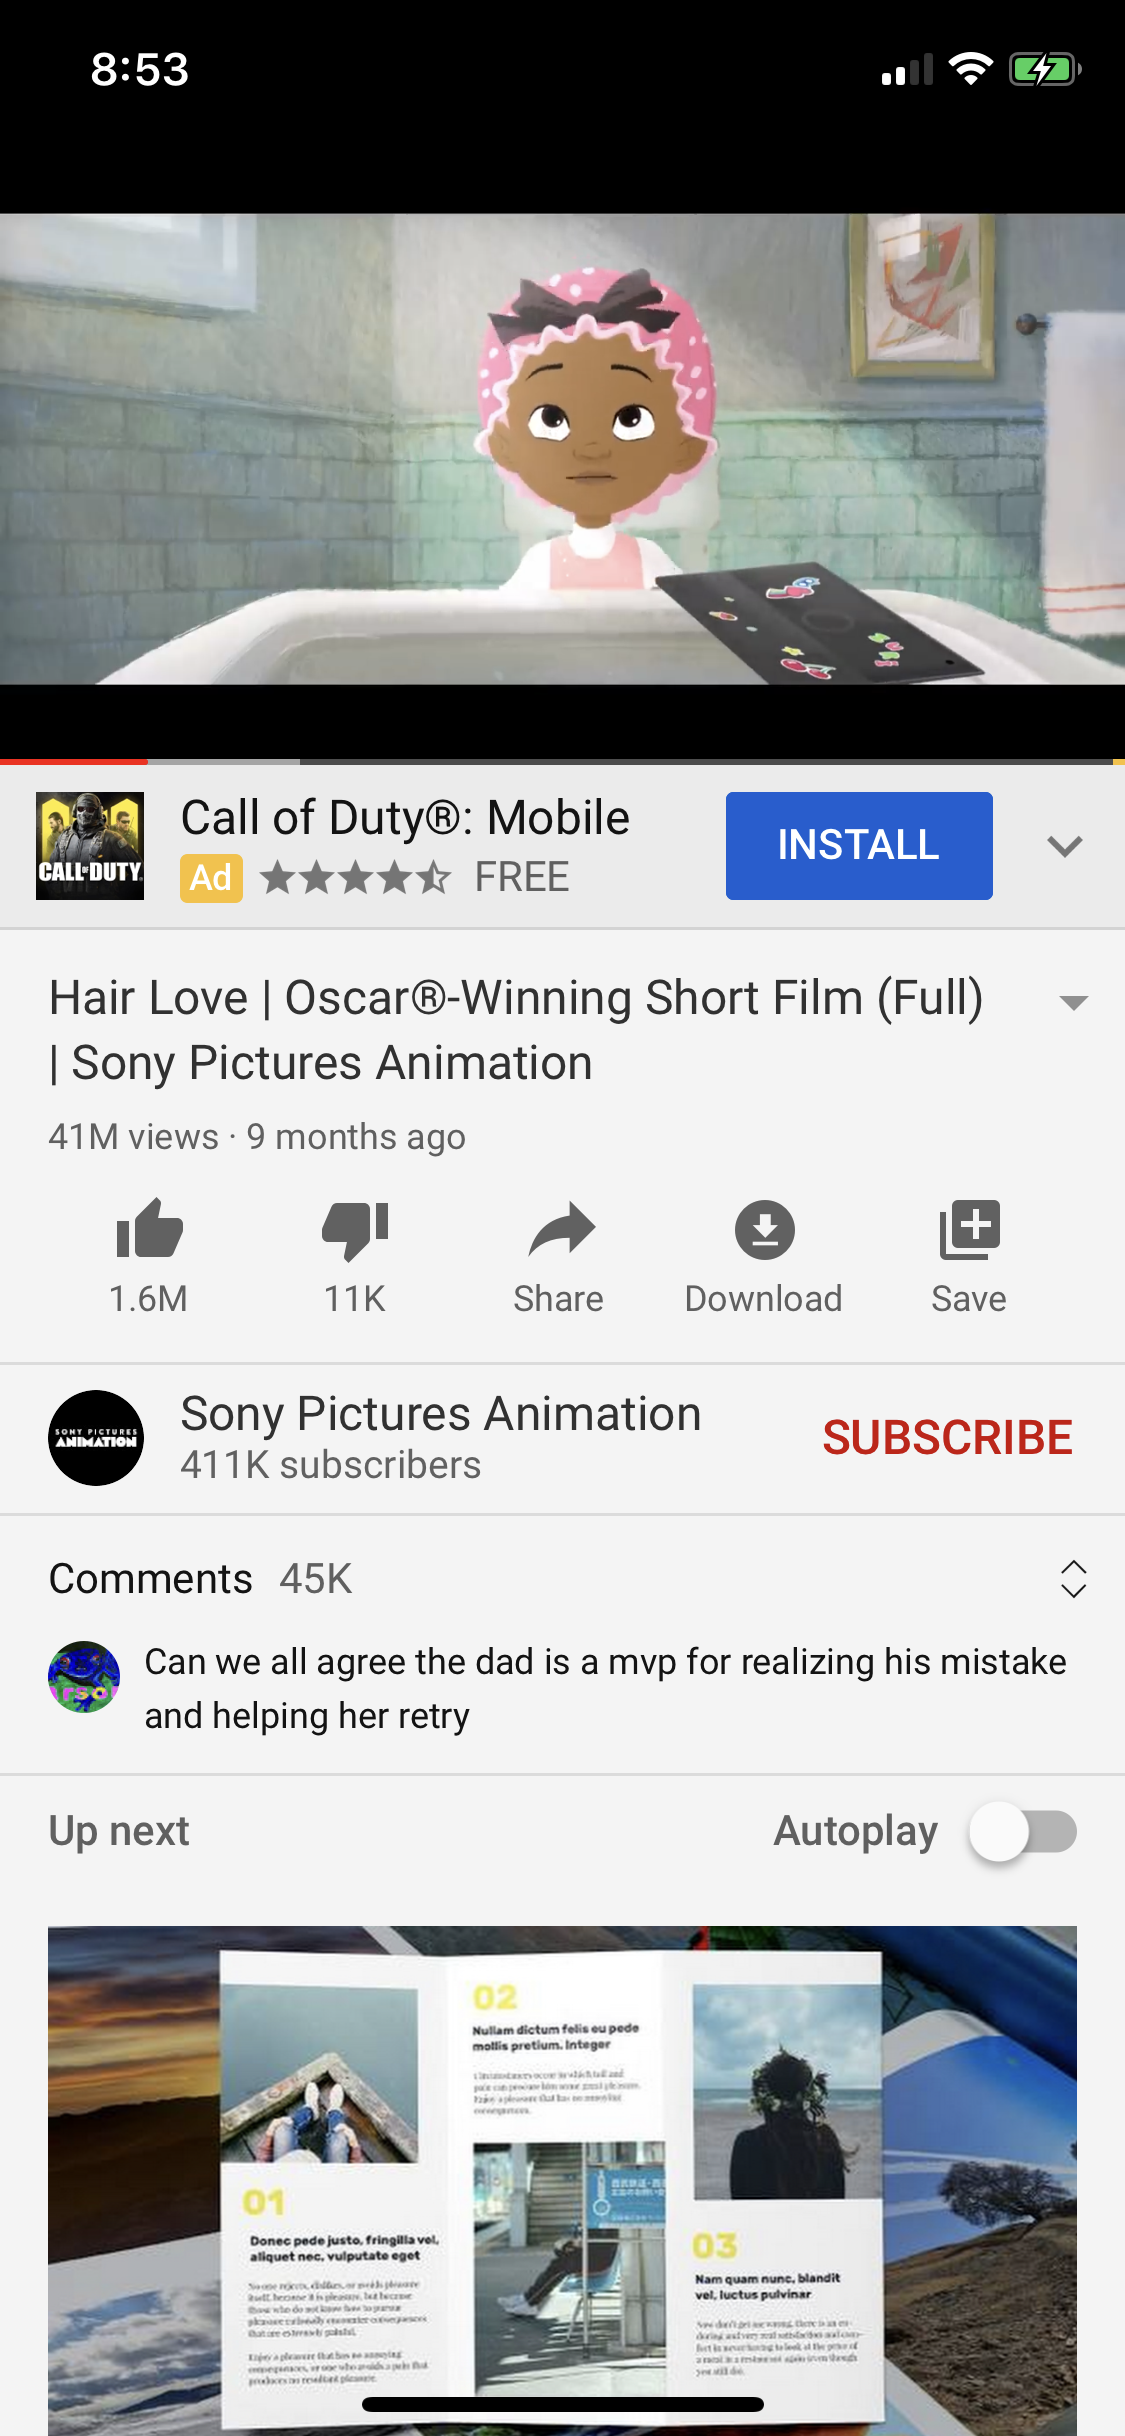 8:53
Call of Duty®: Mobile
INSTALL
CALL OF DUTY
Ad
FREE
Hair Love | Oscar®-Winning Short Film (Full)
| Sony Pictures Animation
41M views · 9 months ago
1.6M
11K
Share
Download
Save
SONY PICTURES
ANIMATION
Sony Pictures Animation
411K subscribers
SUBSCRIBE
Comments 45K
Can we all agree the dad is a mvp for realizing his mistake
and helping her retry
Up next
Autoplay
01
Donec pede justo, fringilla vel,
aliquet nec, vulputate eget
02
Nullam dictum felis eu pede
mollis pretium. Integer
03
Nam quam nunc, blandit
vel, luctus pulvinar